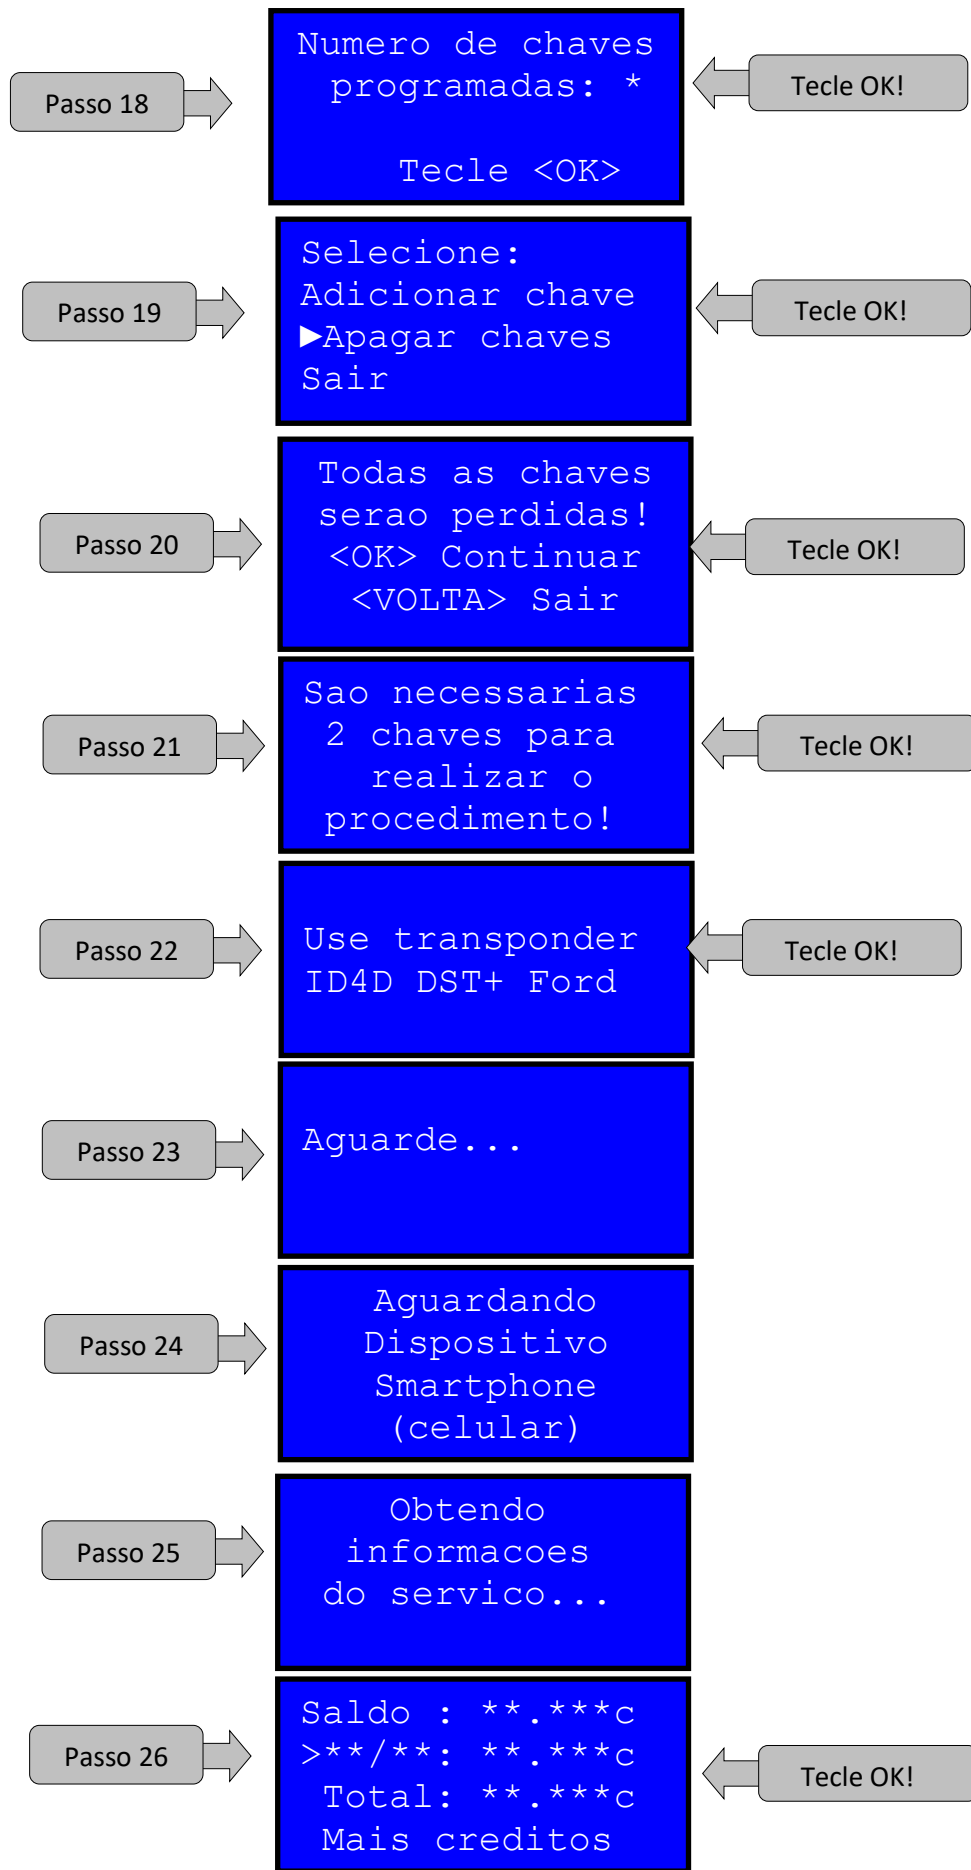 Passo 18
Numero de chaves
programadas: *
Tecle <OK>
Tecle OK!
Passo 19
Selecione:
Adicionar chave
►Apagar chaves
Sair
Tecle OK!
Passo 20
Todas as chaves
serao perdidas!
<OK> Continuar
<VOLTA> Sair
Tecle OK!
Passo 21
Sao necessarias
2 chaves para
realizar o
procedimento!
Tecle OK!
Passo 22
Use transponder
ID4D DST+ Ford
Tecle OK!
Passo 23
Aguarde...
Passo 24
Aguardando
Dispositivo
Smartphone
(celular)
Passo 25
Obtendo
informacoes
do servico...
Passo 26
Saldo : **.***c
>**/**: **.***c
Total: **.***c
Mais creditos
Tecle OK!